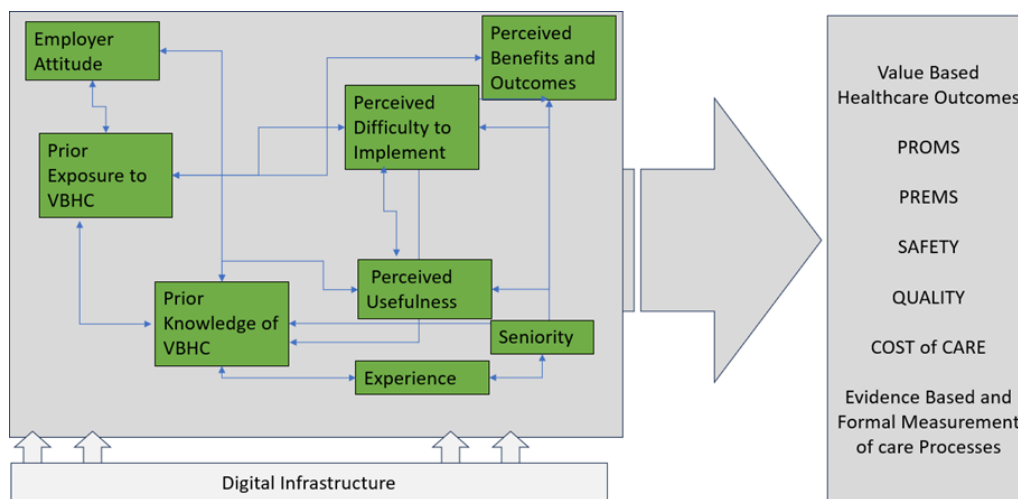 Employer
Attitude
Perceived
Benefits and
Outcomes
Perceived
Difficulty to
Implement
Prior
Exposure to
VBHC
Perceived
Usefulness
Prior
Knowledge of
VBHC
Seniority
Experience
Digital Infrastructure
Value Based
Healthcare Outcomes
PROMS
PREMS
SAFETY
QUALITY
COST of CARE
Evidence Based and
Formal Measurement
of care Processes